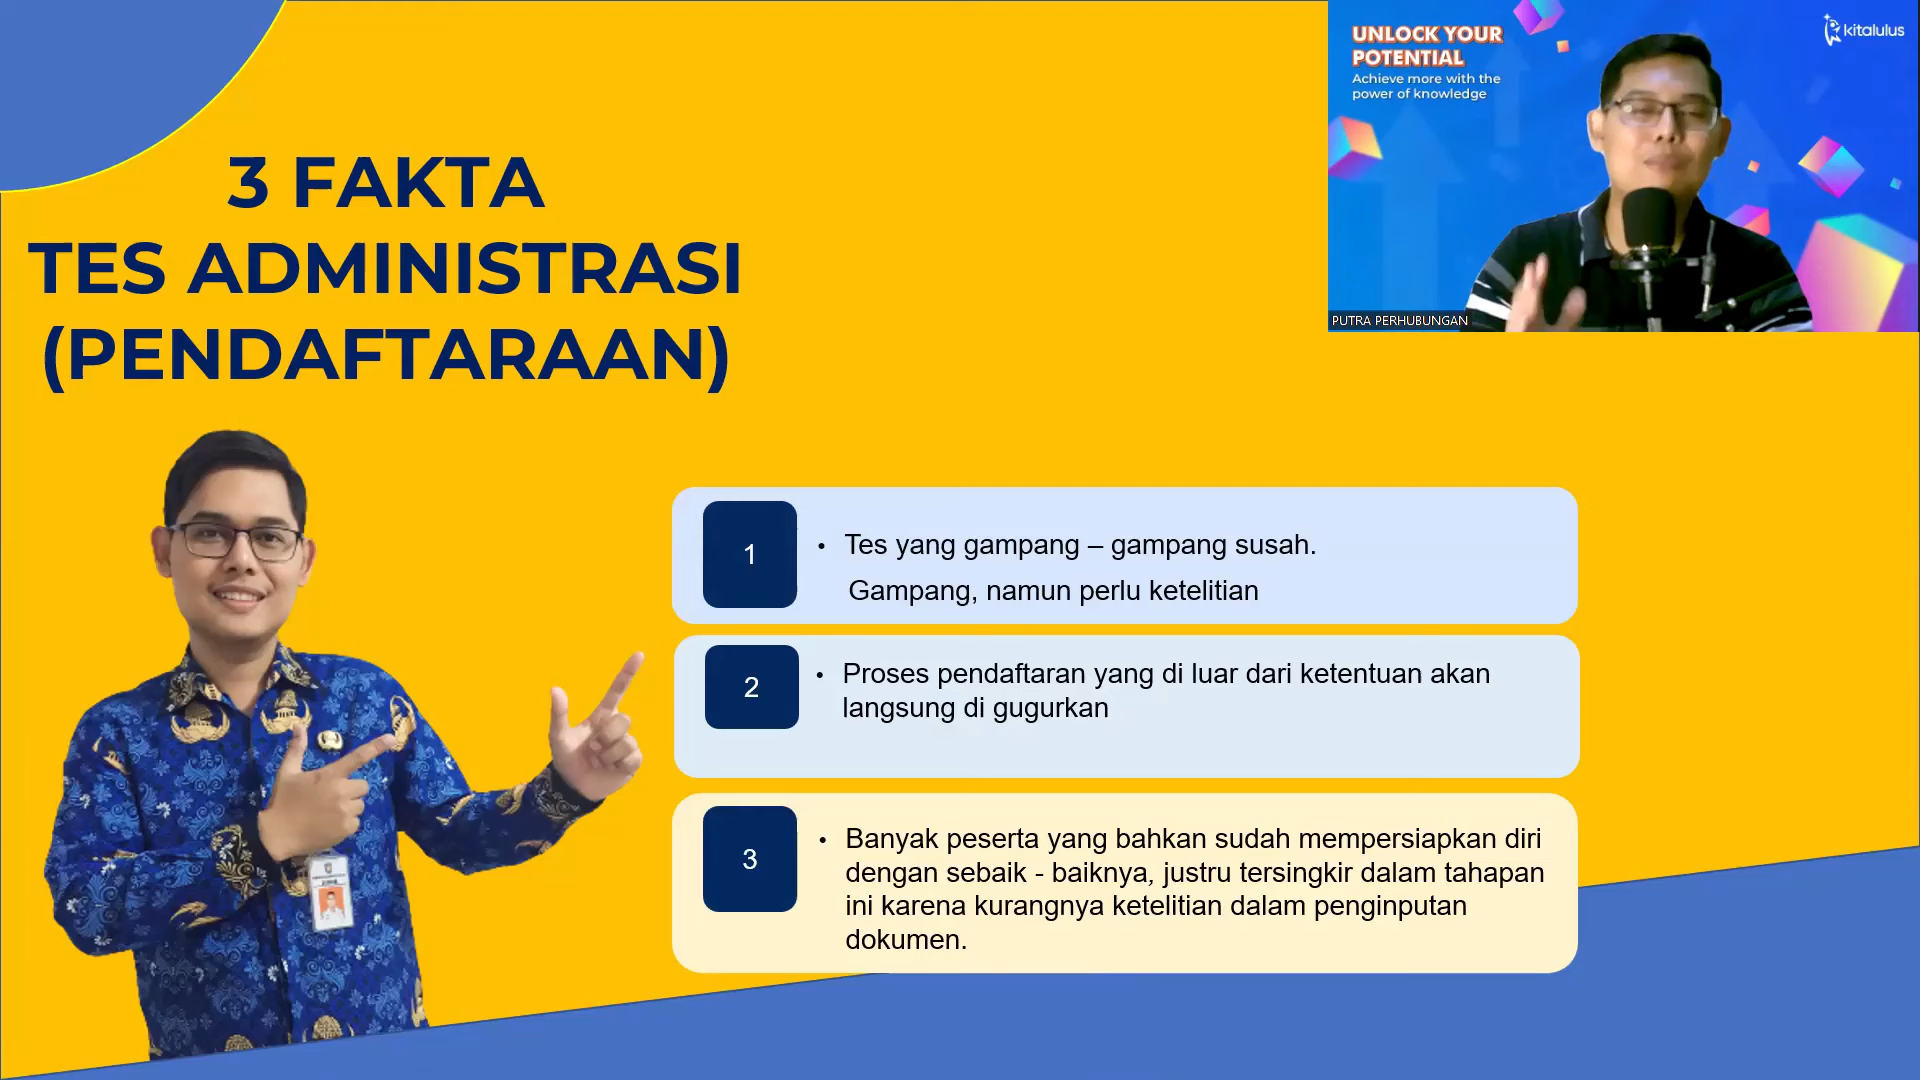 3 FAKTA
TES ADMINISTRASI
(PENDAFTARAAN)
UNLOCK YOUR
POTENTIAL
Achieve more with the
power of knowledge
kitalulus
PUTRA PERHUBUNGAN
1
• Tes yang gampang – gampang susah.
Gampang, namun perlu ketelitian
2
• Proses pendaftaran yang di luar dari ketentuan akan
langsung di gugurkan
3
• Banyak peserta yang bahkan sudah mempersiapkan diri
dengan sebaik - baiknya, justru tersingkir dalam tahapan
ini karena kurangnya ketelitian dalam penginputan
dokumen.